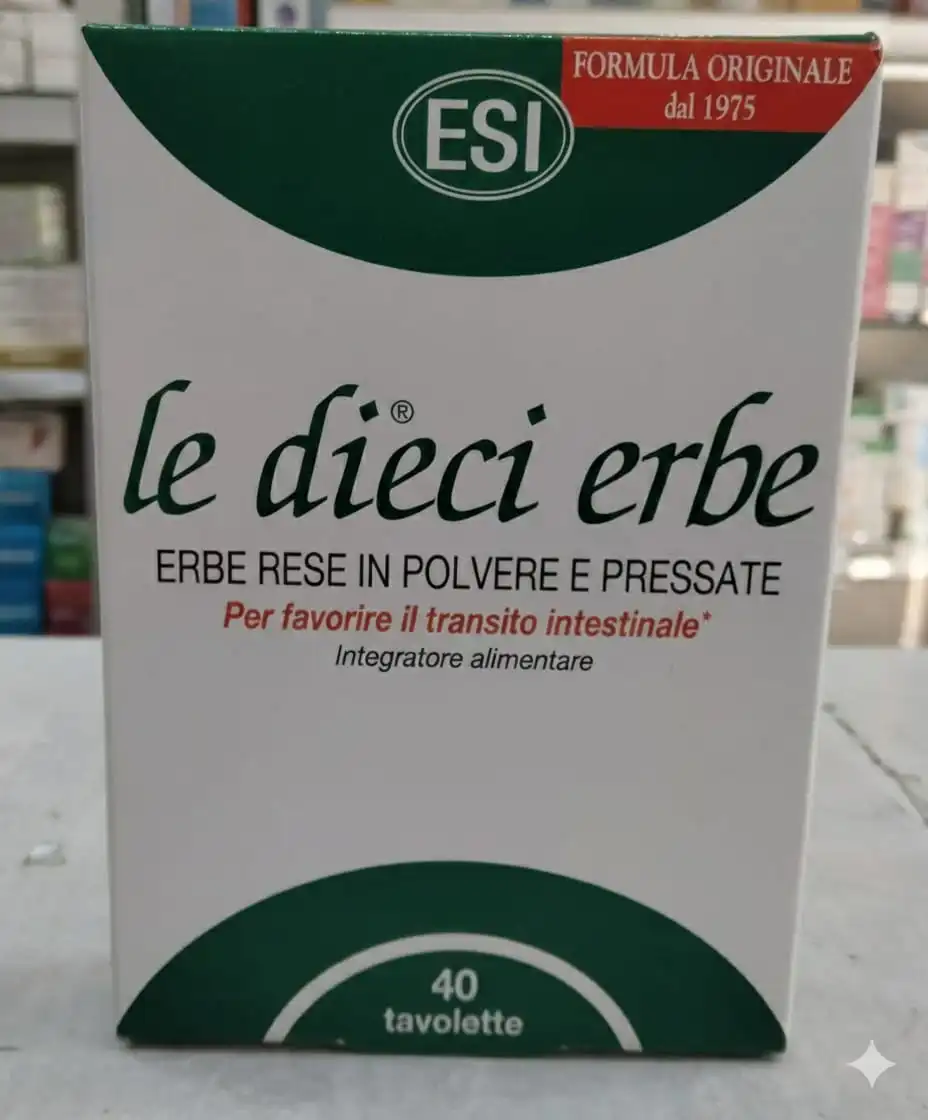 FORMULA ORIGINALE
dal 1975
ESI
le dieci erbe
®
ERBE RESE IN POLVERE E PRESSATE
Per favorire il transito intestinale*
Integratore alimentare
40
tavolette